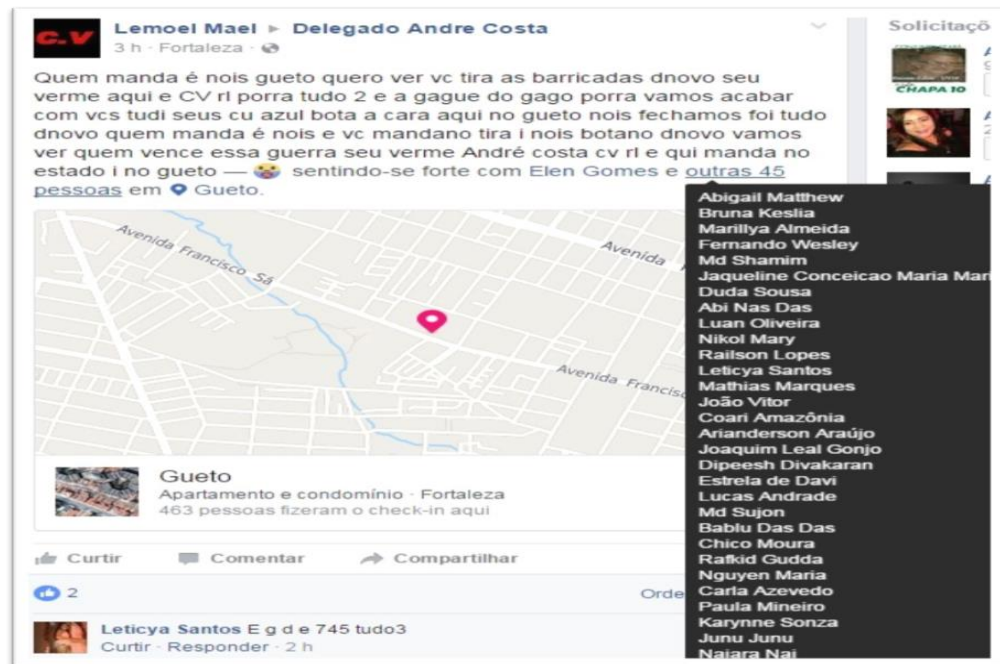 C.V
Lemoel Mael ▸ Delegado Andre Costa
3 h · Fortaleza ·
Quem manda é nois gueto quero ver vc tira as barricadas dnovo seu
verme aqui e CV rl porra tudo 2 e a gague do gago porra vamos acabar
com vcs tudi seus cu azul bota a cara aqui no gueto nois fechamos foi tudo
dnovo quem manda é nois e vc mandano tira i nois botano dnovo vamos
ver quem vence essa guerra seu verme André costa cv rl e qui manda no
estado i no gueto — sentindo-se forte com Elen Gomes e outras 45
pessoas em Gueto.
Avenida Francisco Sá
Avenida
Avenida Francisc
Gueto
Apartamento e condomínio · Fortaleza
463 pessoas fizeram o check-in aqui
Curtir Comentar Compartilhar
2
Orde
Leticya Santos E g d e 745 tudo3
Curtir · Responder · 2 h
Abigail Matthew
Bruna Keslia
Marillya Almeida
Fernando Wesley
Md Shamim
Jaqueline Conceicao Maria Mari
Duda Sousa
Abi Nas Das
Luan Oliveira
Nikol Mary
Railson Lopes
Leticya Santos
Mathias Marques
João Vitor
Coari Amazônia
Arianderson Araújo
Joaquim Leal Gonjo
Dipeesh Divakaran
Estrela de Davi
Lucas Andrade
Md Sujon
Bablu Das Das
Chico Moura
Rafkid Gudda
Nguyen Maria
Carla Azevedo
Paula Mineiro
Karynne Sonza
Junu Junu
Naiara Nai
Solicitaçõ
CHAPA 10